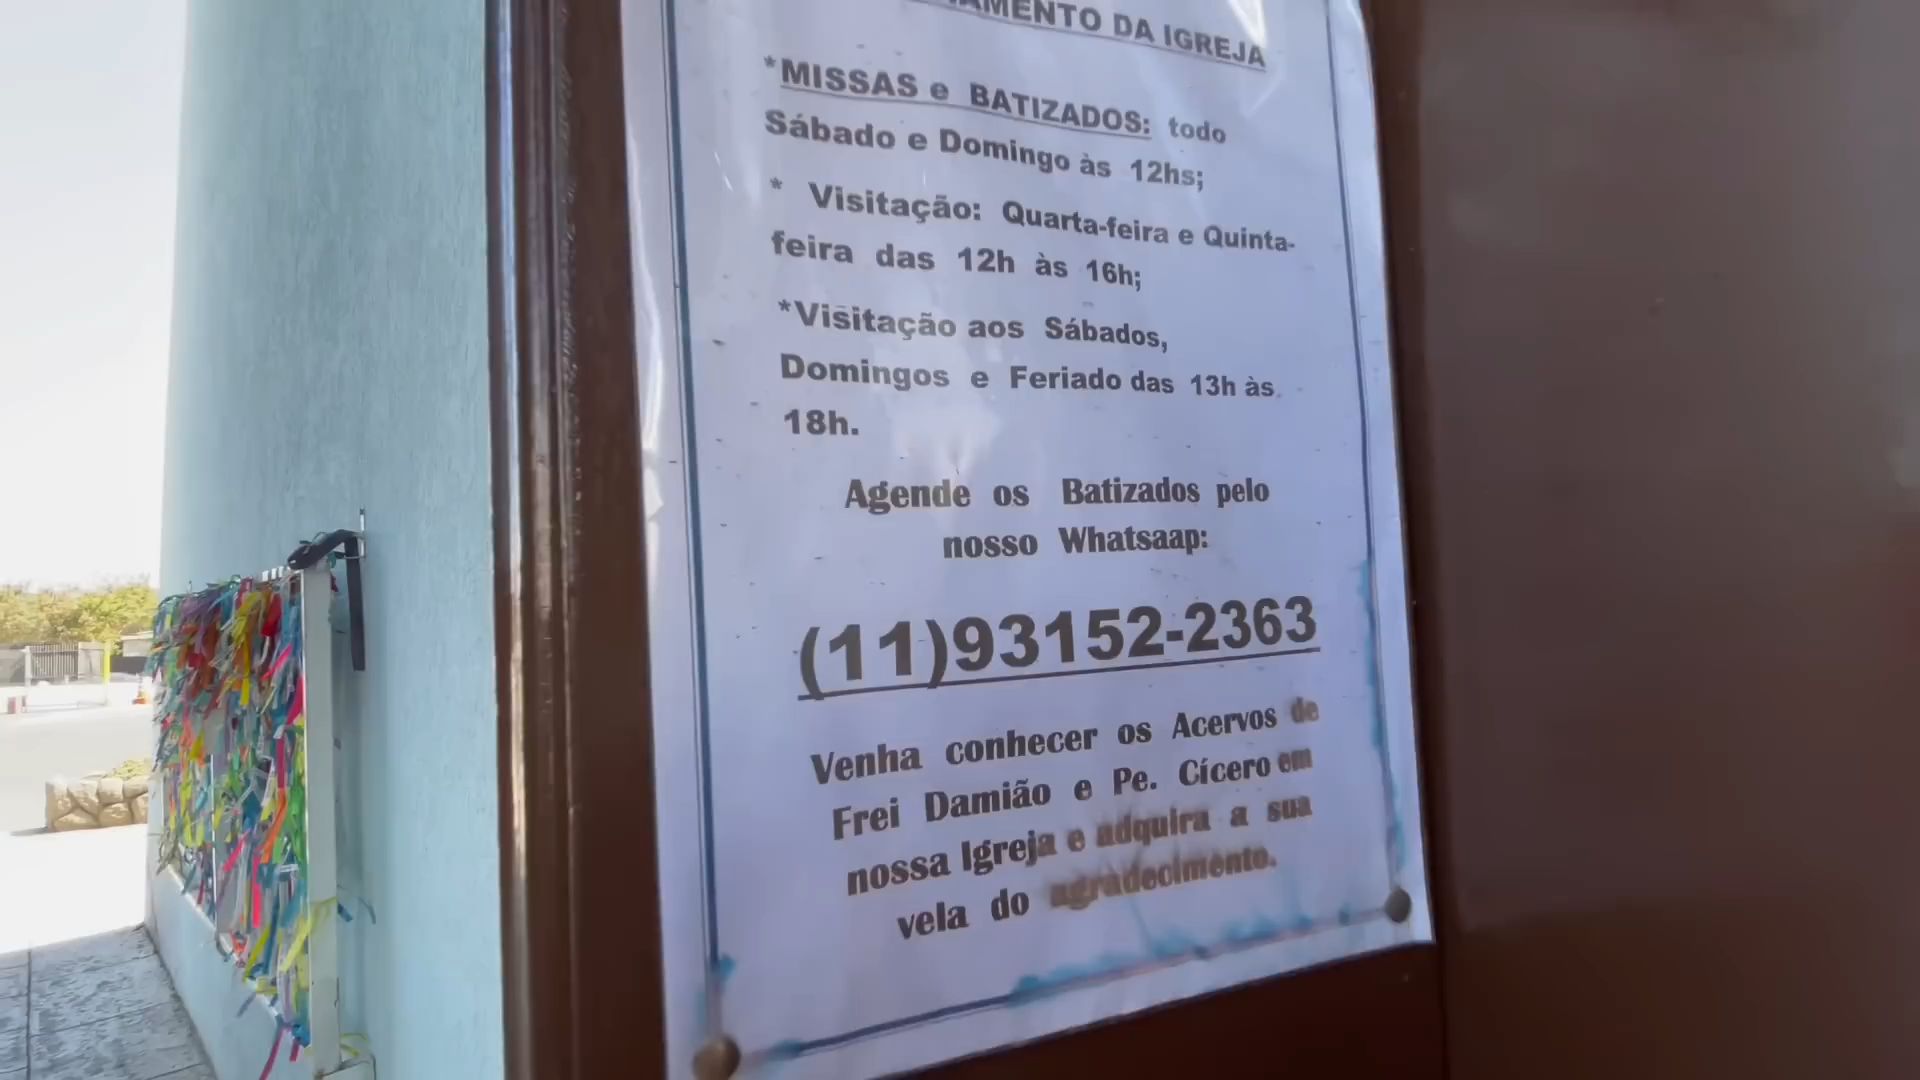 DA IGREJA
*MISSAS e BATIZADOS: todo
Sábado e Domingo às 12hs;
* Visitação: Quarta-feira e Quinta-
feira das 12h às 16h;
*Visitação aos Sábados,
Domingos e Feriado das 13h às
18h.
Agende os Batizados pelo
nosso Whatsaap:
(11)93152-2363
Venha conhecer os Acervos de
Frei Damião e Pe. Cícero em
nossa Igreja e adquira a sua
vela do agradecimento.